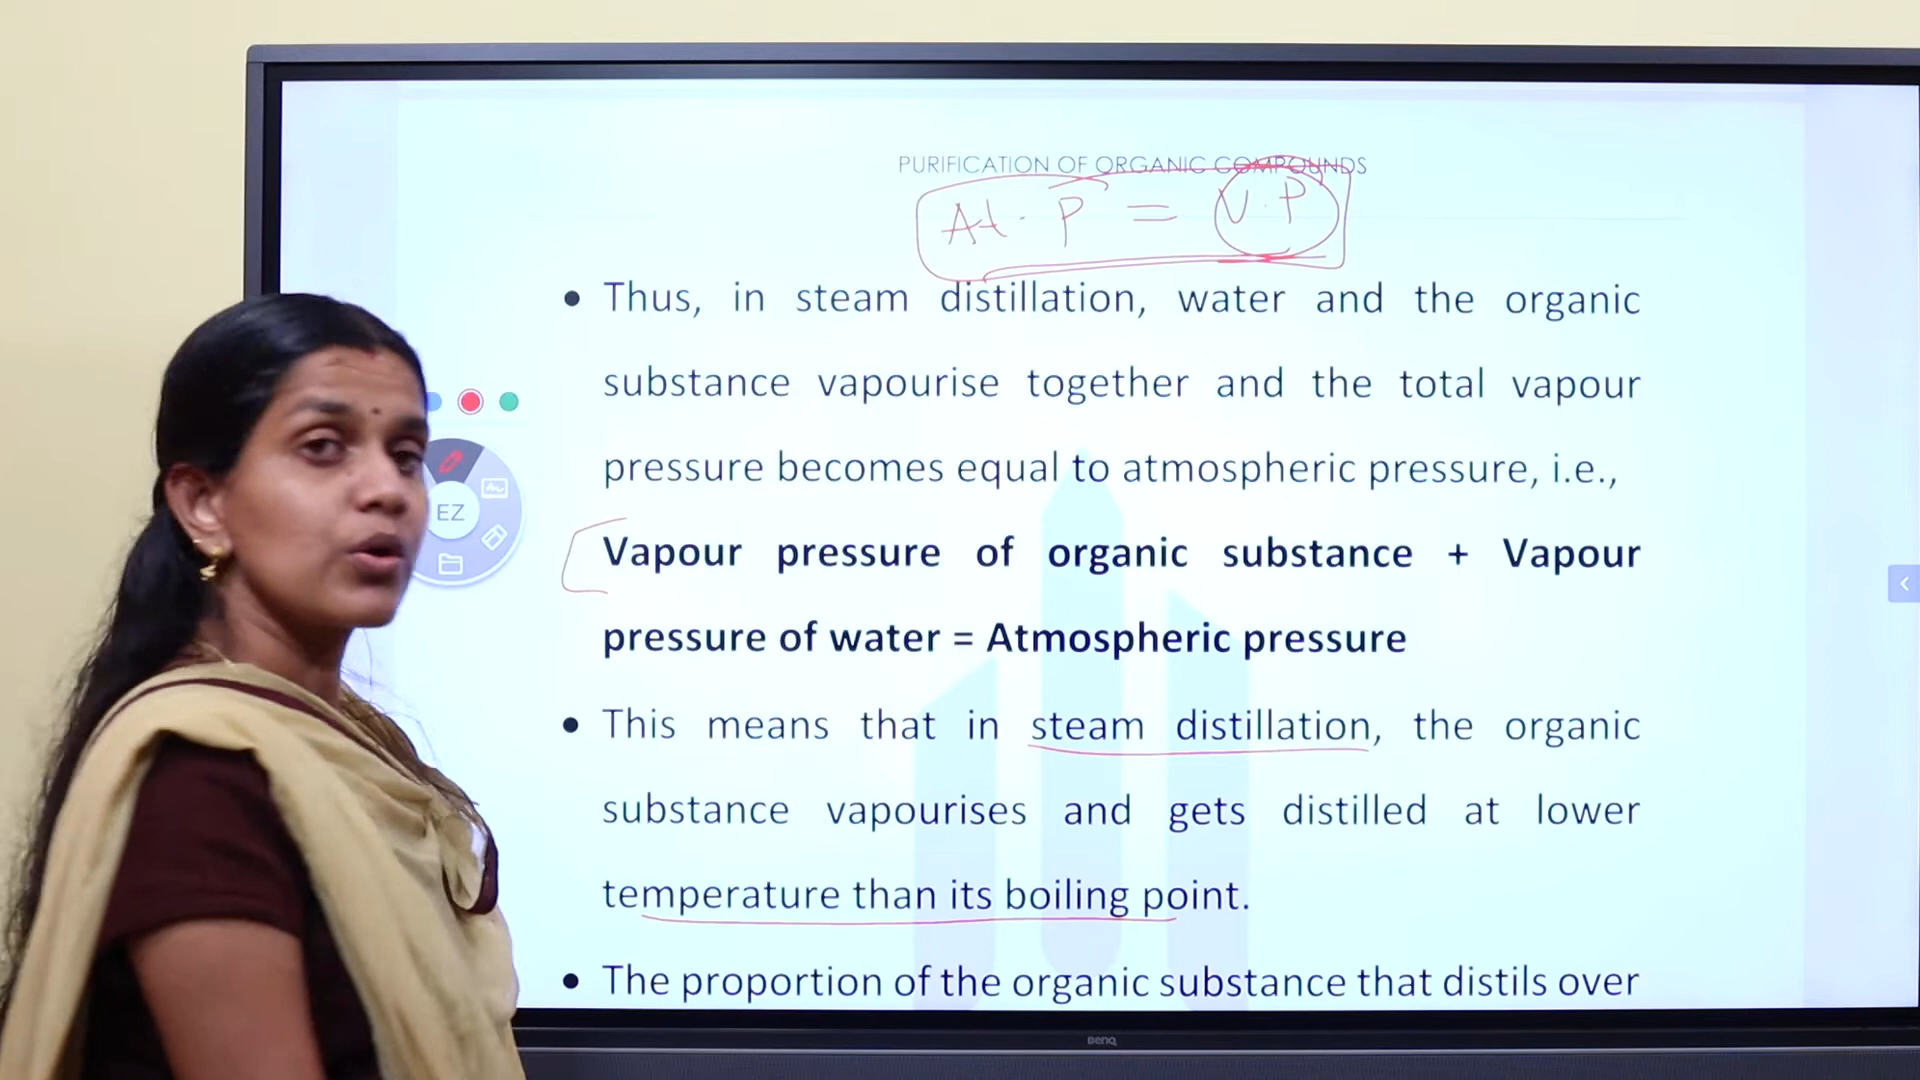 PURIFICATION OF ORGANIC COMPOUNDS
At. P = V.P
• Thus, in steam distillation, water and the organic
substance vapourise together and the total vapour
pressure becomes equal to atmospheric pressure, i.e.,
EZ
Vapour pressure of organic substance + Vapour
pressure of water = Atmospheric pressure
• This means that in steam distillation, the organic
substance vapourises and gets distilled at lower
temperature than its boiling point.
• The proportion of the organic substance that distils over
BenQ